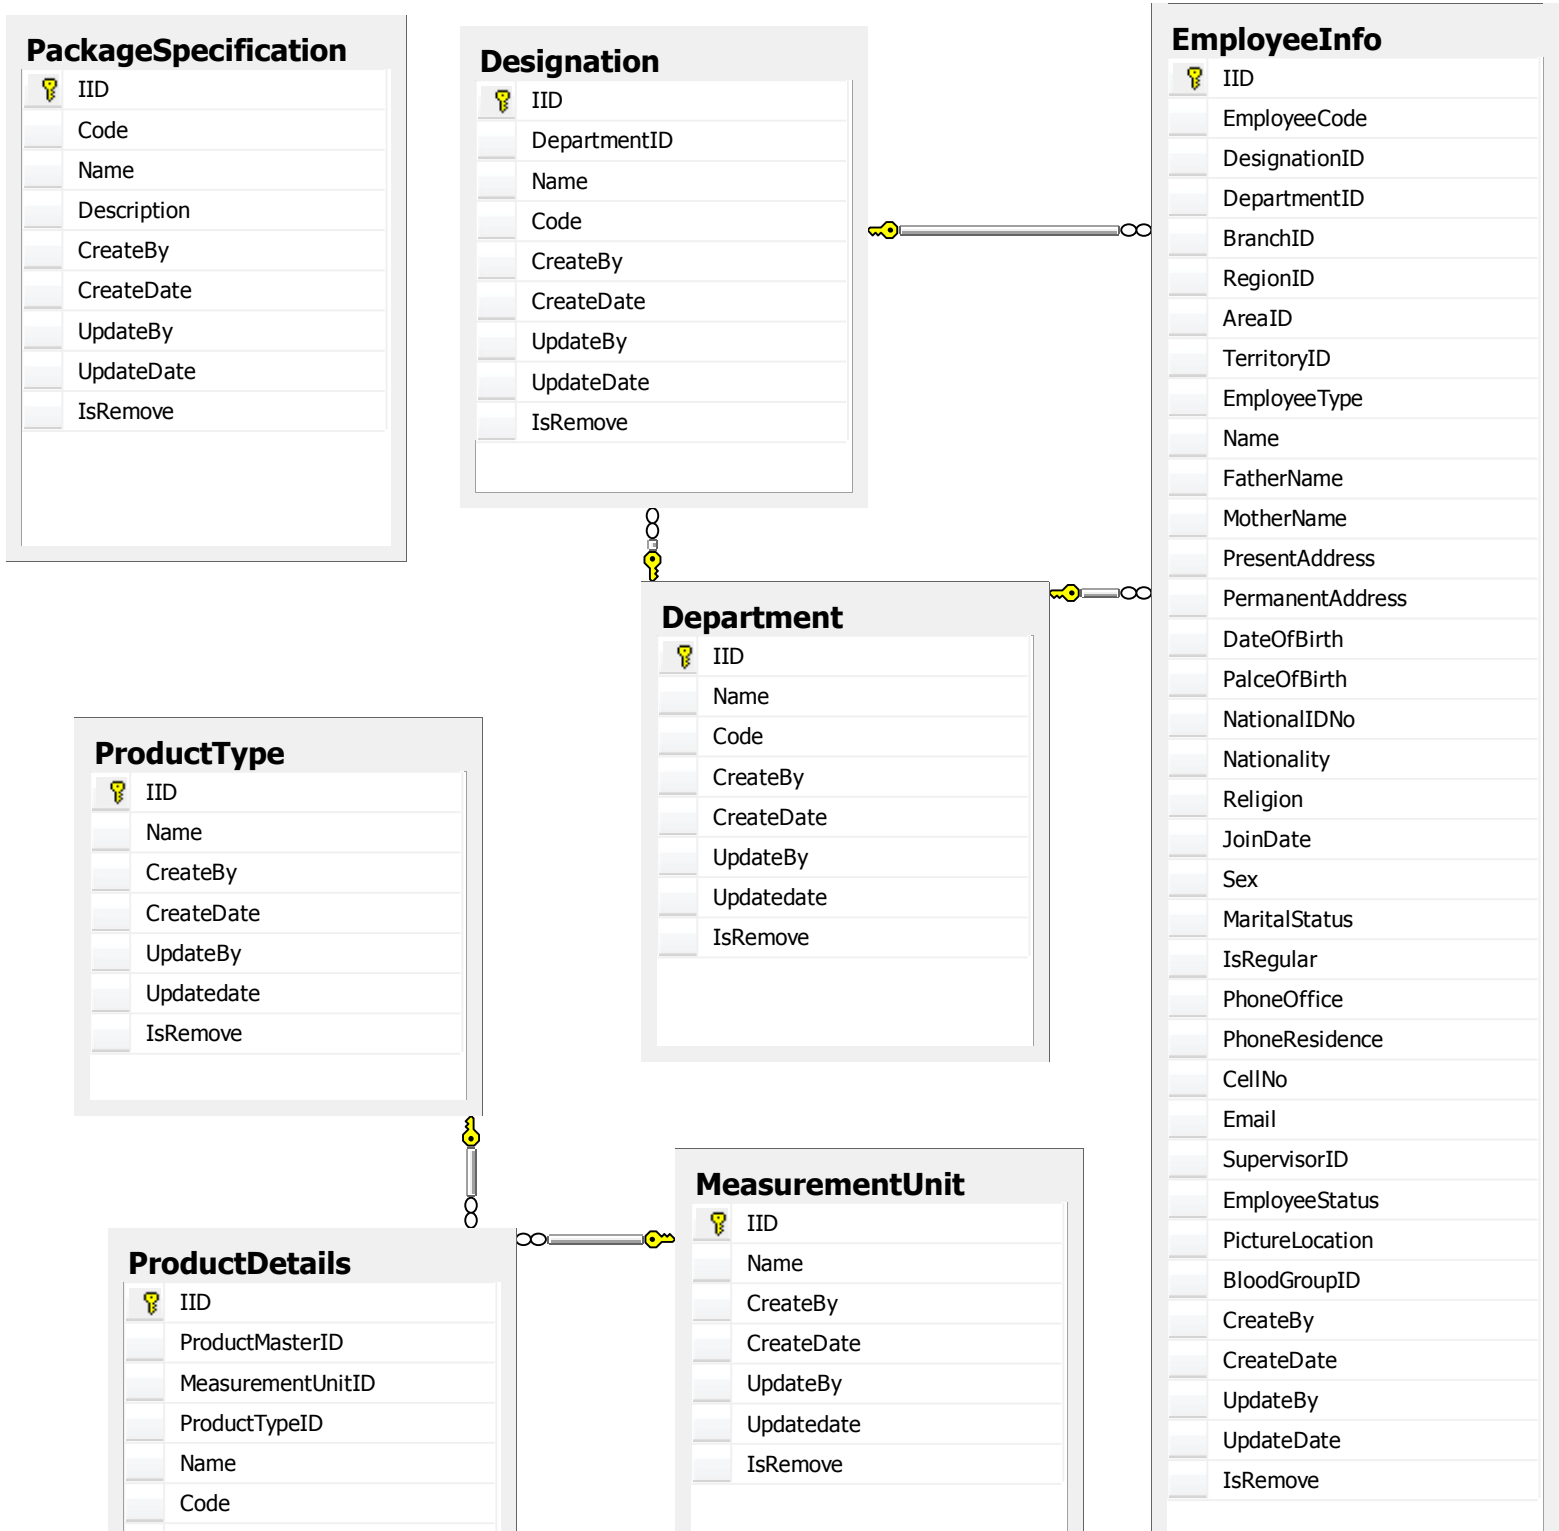 PackageSpecification
IID
Code
Name
Description
CreateBy
CreateDate
UpdateBy
UpdateDate
IsRemove
Designation
IID
DepartmentID
Name
Code
CreateBy
CreateDate
UpdateBy
UpdateDate
IsRemove
EmployeeInfo
IID
EmployeeCode
DesignationID
DepartmentID
BranchID
RegionID
AreaID
TerritoryID
EmployeeType
Name
FatherName
MotherName
PresentAddress
PermanentAddress
DateOfBirth
PalceOfBirth
NationalIDNo
Nationality
Religion
JoinDate
Sex
MaritalStatus
IsRegular
PhoneOffice
PhoneResidence
CellNo
Email
SupervisorID
EmployeeStatus
PictureLocation
BloodGroupID
CreateBy
CreateDate
UpdateBy
UpdateDate
IsRemove
Department
IID
Name
Code
CreateBy
CreateDate
UpdateBy
Updatedate
IsRemove
ProductType
IID
Name
CreateBy
CreateDate
UpdateBy
Updatedate
IsRemove
ProductDetails
IID
ProductMasterID
MeasurementUnitID
ProductTypeID
Name
Code
MeasurementUnit
IID
Name
CreateBy
CreateDate
UpdateBy
Updatedate
IsRemove